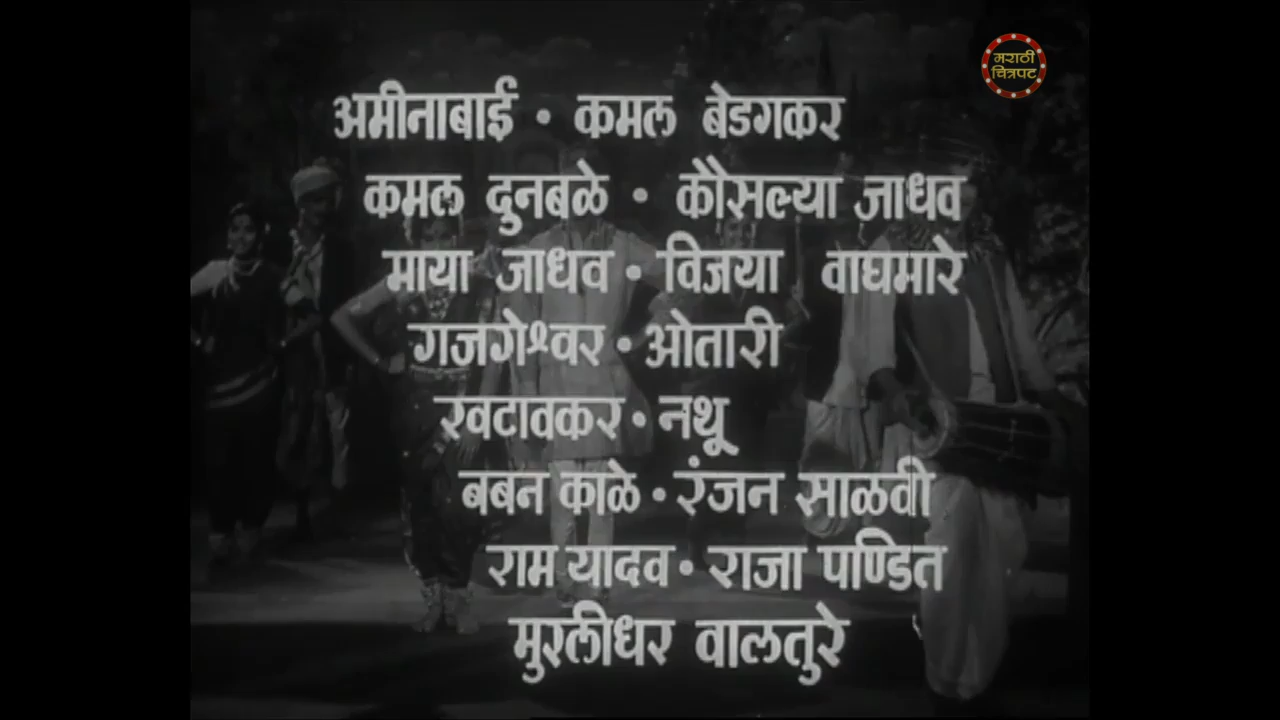 मराठी
चित्रपट
अमीनाबाई • कमल बेडगकर
कमल दुनबळे • कौसल्या जाधव
माया जाधव • विजया वाघमारे
गजगेश्वर • ओतारी
खटावकर • नथू
बबन काळे • रंजन साळवी
राम यादव • राजा पण्डित
मुरलीधर वालतुरे